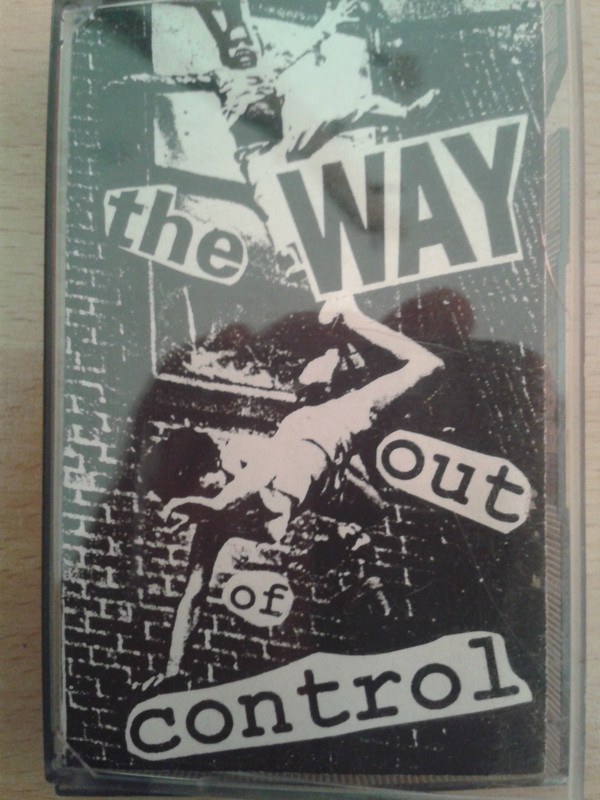 the WAY
out
of
control